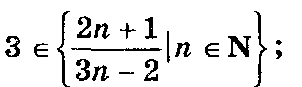 3 ∈ { (2n + 1)/(3n − 2) | n ∈ N };